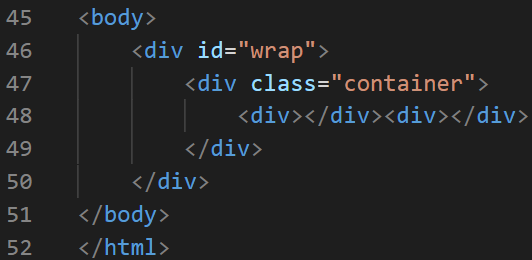 45 <body>
46 <div id="wrap">
47 <div class="container">
48 <div></div><div></div>
49 </div>
50 </div>
51 </body>
52 </html>